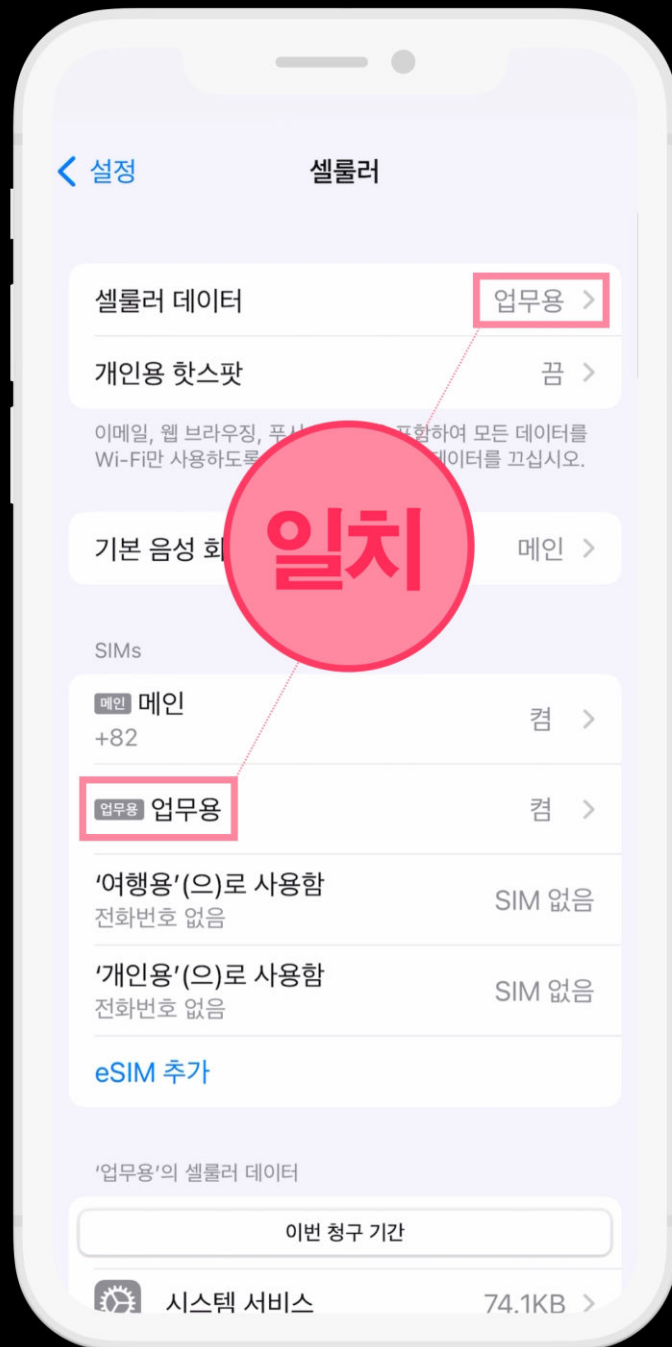 설정
셀룰러
셀룰러 데이터 업무용
개인용 핫스팟 끔
이메일, 웹 브라우징, 포함하여 모든 데이터를
Wi-Fi만 사용하도록 데이터를 끄십시오.
일치
기본 음성 메인
SIMs
메인 메인 켬
+82
업무용 업무용 켬
‘여행용’(으)로 사용함 SIM 없음
전화번호 없음
‘개인용’(으)로 사용함 SIM 없음
전화번호 없음
eSIM 추가
‘업무용’의 셀룰러 데이터
이번 청구 기간
시스템 서비스 74.1KB